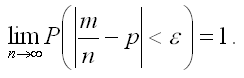 lim_{n→∞} P(|m/n − p| < ε) = 1.